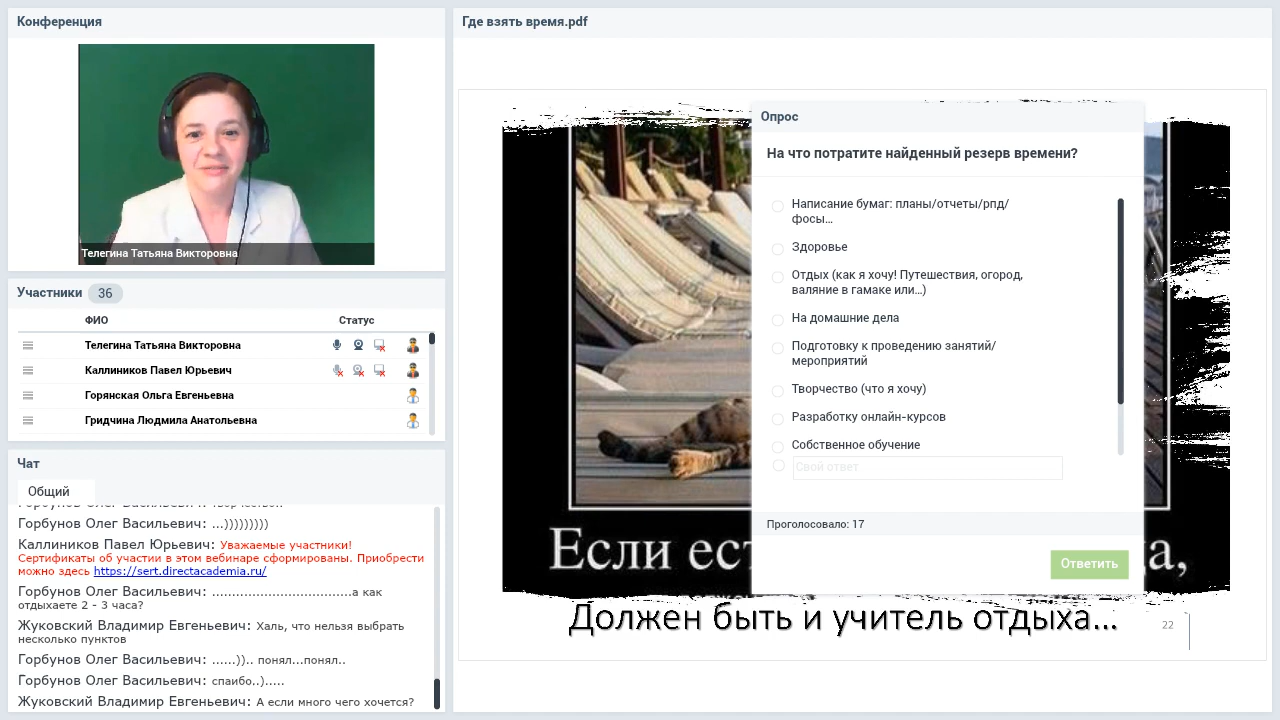 Конференция
Телегина Татьяна Викторовна
Участники 36
ФИО Статус
Телегина Татьяна Викторовна
Каллиников Павел Юрьевич
Горянская Ольга Евгеньевна
Гридчина Людмила Анатольевна
Чат
Общий
Горбунов Олег Васильевич: ...)))))))))
Каллиников Павел Юрьевич: Уважаемые участники!
Сертификаты об участии в этом вебинаре сформированы. Приобрести
можно здесь https://sert.directacademia.ru/
Горбунов Олег Васильевич: ...................................а как
отдыхаете 2 - 3 часа?
Жуковский Владимир Евгеньевич: Халь, что нельзя выбрать
несколько пунктов
Горбунов Олег Васильевич: ......)).. понял...понял..
Горбунов Олег Васильевич: спаибо..).....
Жуковский Владимир Евгеньевич: А если много чего хочется?
Где взять время.pdf
Опрос
На что потратите найденный резерв времени?
Написание бумаг: планы/отчеты/рпд/
фосы...
Здоровье
Отдых (как я хочу! Путешествия, огород,
валяние в гамаке или...)
На домашние дела
Подготовку к проведению занятий/
мероприятий
Творчество (что я хочу)
Разработку онлайн-курсов
Собственное обучение
Свой ответ
Проголосовало: 17
Ответить
Если
Должен быть и учитель отдыха...
22